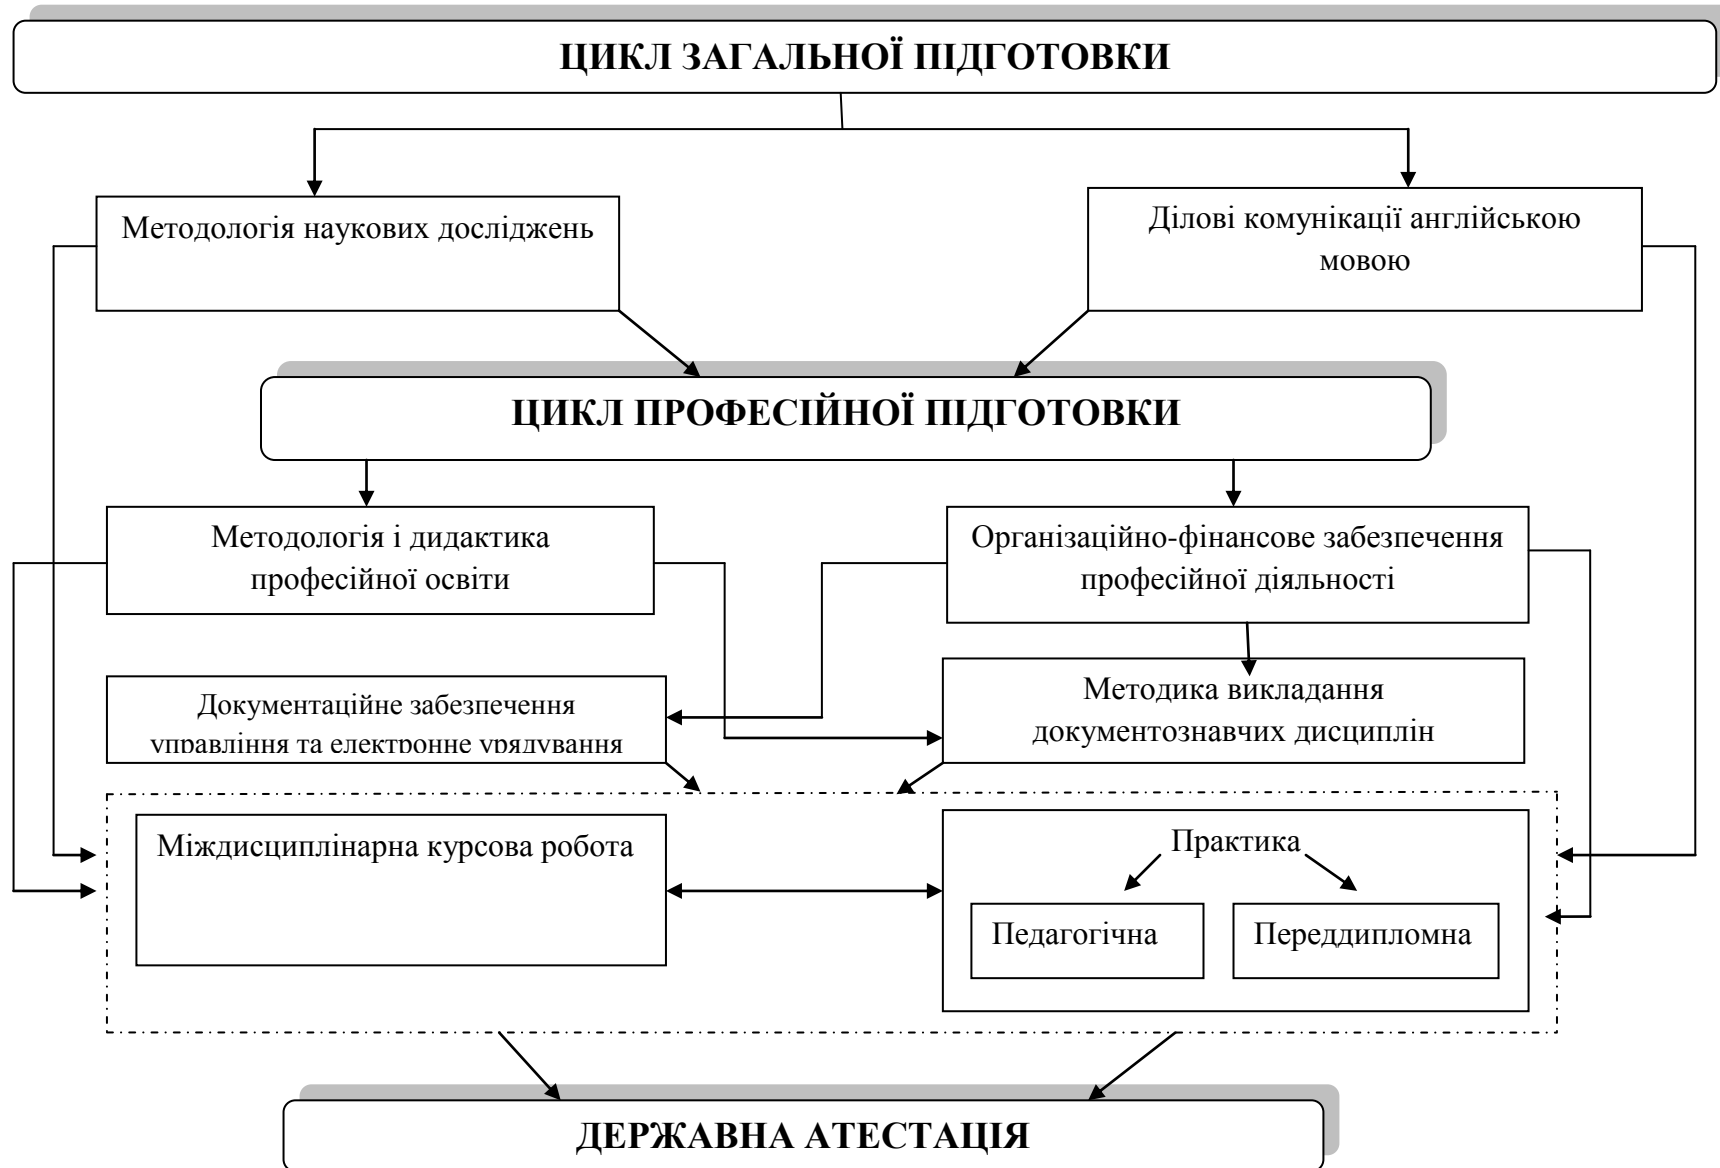 ЦИКЛ ЗАГАЛЬНОЇ ПІДГОТОВКИ
Методологія наукових досліджень
Ділові комунікації англійською
мовою
ЦИКЛ ПРОФЕСІЙНОЇ ПІДГОТОВКИ
Методологія і дидактика
професійної освіти
Організаційно-фінансове забезпечення
професійної діяльності
Документаційне забезпечення
управління та електронне урядування
Методика викладання
документознавчих дисциплін
Міждисциплінарна курсова робота
Практика
Педагогічна
Переддипломна
ДЕРЖАВНА АТЕСТАЦІЯ